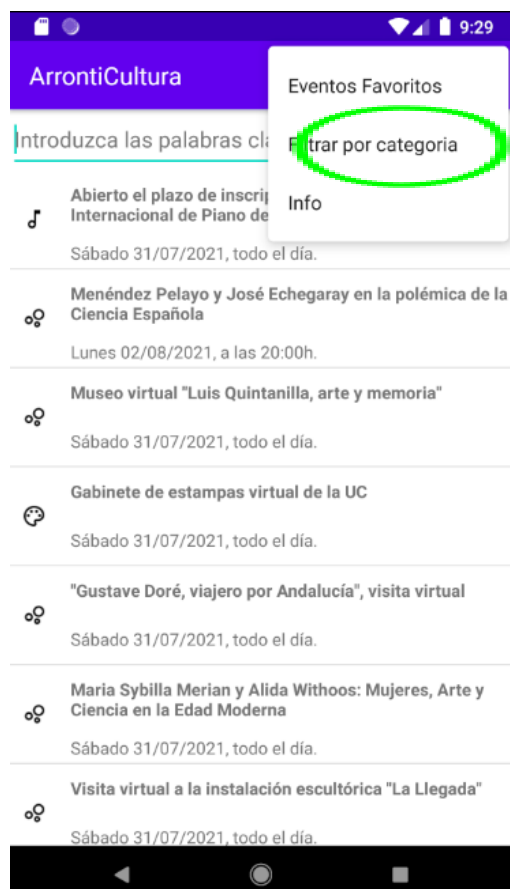 9:29
ArrontiCultura
Eventos Favoritos
Introduzca las palabras cla
Filtrar por categoria
Abierto el plazo de inscrip
Internacional de Piano de
Info
Sábado 31/07/2021, todo el día.
Menéndez Pelayo y José Echegaray en la polémica de la
Ciencia Española
Lunes 02/08/2021, a las 20:00h.
Museo virtual "Luis Quintanilla, arte y memoria"
Sábado 31/07/2021, todo el día.
Gabinete de estampas virtual de la UC
Sábado 31/07/2021, todo el día.
"Gustave Doré, viajero por Andalucía", visita virtual
Sábado 31/07/2021, todo el día.
Maria Sybilla Merian y Alida Withoos: Mujeres, Arte y
Ciencia en la Edad Moderna
Sábado 31/07/2021, todo el día.
Visita virtual a la instalación escultórica "La Llegada"
Sábado 31/07/2021, todo el día.